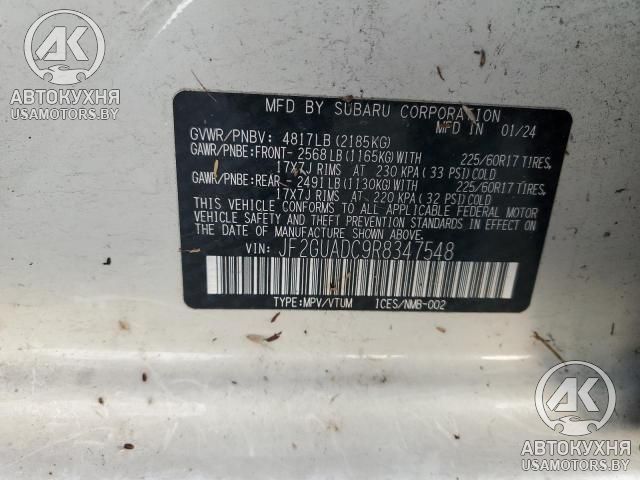 AK
АВТОКУХНЯ
USAMOTORS.BY
MFD BY SUBARU CORPORATION
MFD IN 01/24
GVWR/PNBV: 4817LB (2185KG)
GAWR/PNBE:FRONT- 2568LB (1165KG) WITH 225/60R17 TIRES,
17X7J RIMS AT 230 KPA ( 33 PSI) COLD
GAWR/PNBE:REAR - 2491LB (1130KG) WITH 225/60R17 TIRES,
17X7J RIMS AT 220 KPA ( 32 PSI) COLD
THIS VEHICLE CONFORMS TO ALL APPLICABLE FEDERAL MOTOR
VEHICLE SAFETY AND THEFT PREVENTION STANDARDS IN EFFECT ON
THE DATE OF MANUFACTURE SHOWN ABOVE.
VIN: JF2GUADC9R8347548
TYPE:MPV/VTUM ICES/NMB-002
AK
АВТОКУХНЯ
USAMOTORS.BY